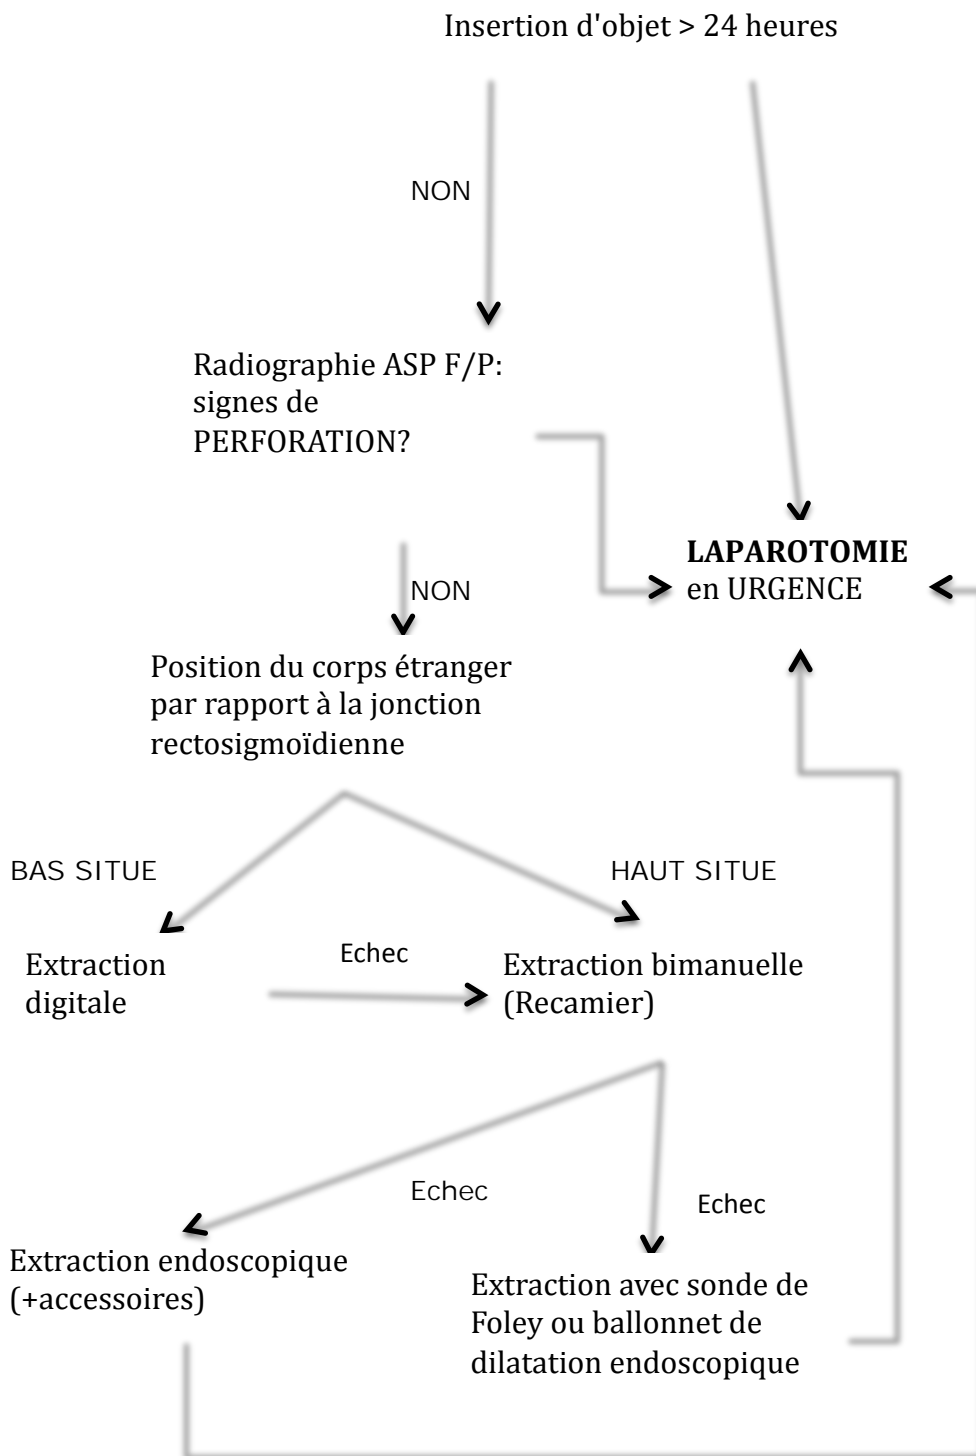 Insertion d'objet > 24 heures
NON
Radiographie ASP F/P:
signes de
PERFORATION?
LAPAROTOMIE
en URGENCE
NON
Position du corps étranger
par rapport à la jonction
rectosigmoïdienne
BAS SITUE
HAUT SITUE
Extraction
digitale
Echec
Extraction bimanuelle
(Recamier)
Echec
Echec
Extraction endoscopique
(+accessoires)
Extraction avec sonde de
Foley ou ballonnet de
dilatation endoscopique